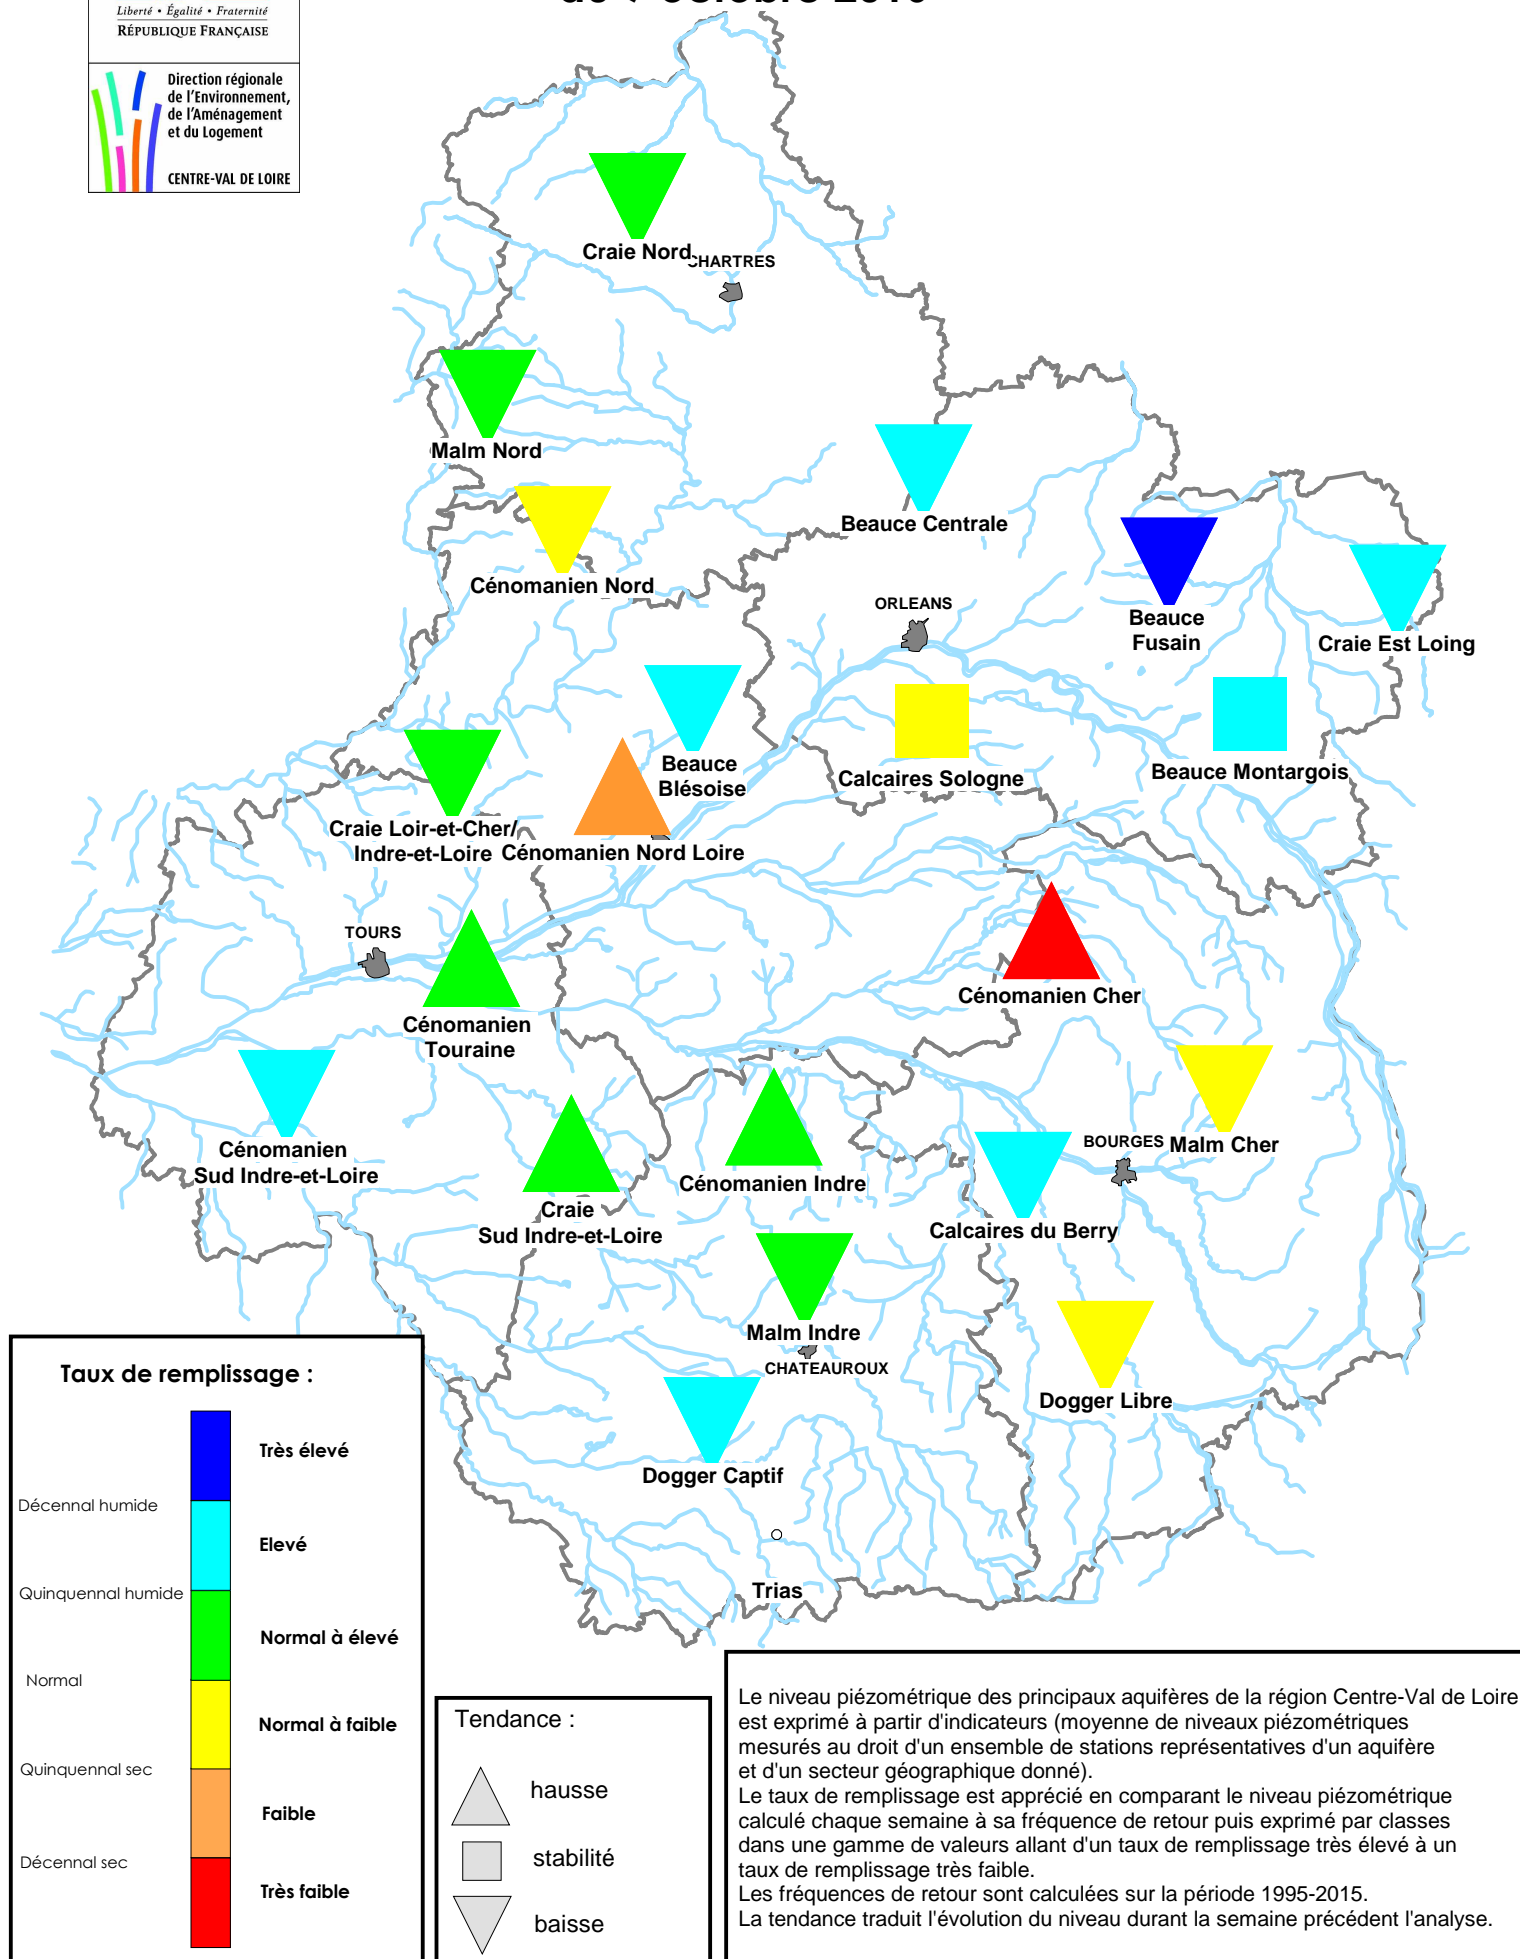 Liberté • Égalité • Fraternité
RÉPUBLIQUE FRANÇAISE
Direction régionale
de l'Environnement,
de l'Aménagement
et du Logement
CENTRE-VAL DE LOIRE
Craie Nord
CHARTRES
Malm Nord
Beauce Centrale
Cénomanien Nord
ORLEANS
Beauce
Fusain
Craie Est Loing
Beauce
Blésoise
Calcaires Sologne
Beauce Montargois
Craie Loir-et-Cher/
Indre-et-Loire
Cénomanien Nord Loire
TOURS
Cénomanien Cher
Cénomanien
Touraine
Cénomanien
Sud Indre-et-Loire
BOURGES
Malm Cher
Cénomanien Indre
Craie
Sud Indre-et-Loire
Calcaires du Berry
Malm Indre
CHATEAUROUX
Dogger Libre
Dogger Captif
Trias
Taux de remplissage :
Très élevé
Décennal humide
Elevé
Quinquennal humide
Normal à élevé
Normal
Normal à faible
Quinquennal sec
Faible
Décennal sec
Très faible
Tendance :
hausse
stabilité
baisse
Le niveau piézométrique des principaux aquifères de la région Centre-Val de Loire
est exprimé à partir d'indicateurs (moyenne de niveaux piézométriques
mesurés au droit d'un ensemble de stations représentatives d'un aquifère
et d'un secteur géographique donné).
Le taux de remplissage est apprécié en comparant le niveau piézométrique
calculé chaque semaine à sa fréquence de retour puis exprimé par classes
dans une gamme de valeurs allant d'un taux de remplissage très élevé à un
taux de remplissage très faible.
Les fréquences de retour sont calculées sur la période 1995-2015.
La tendance traduit l'évolution du niveau durant la semaine précédent l'analyse.